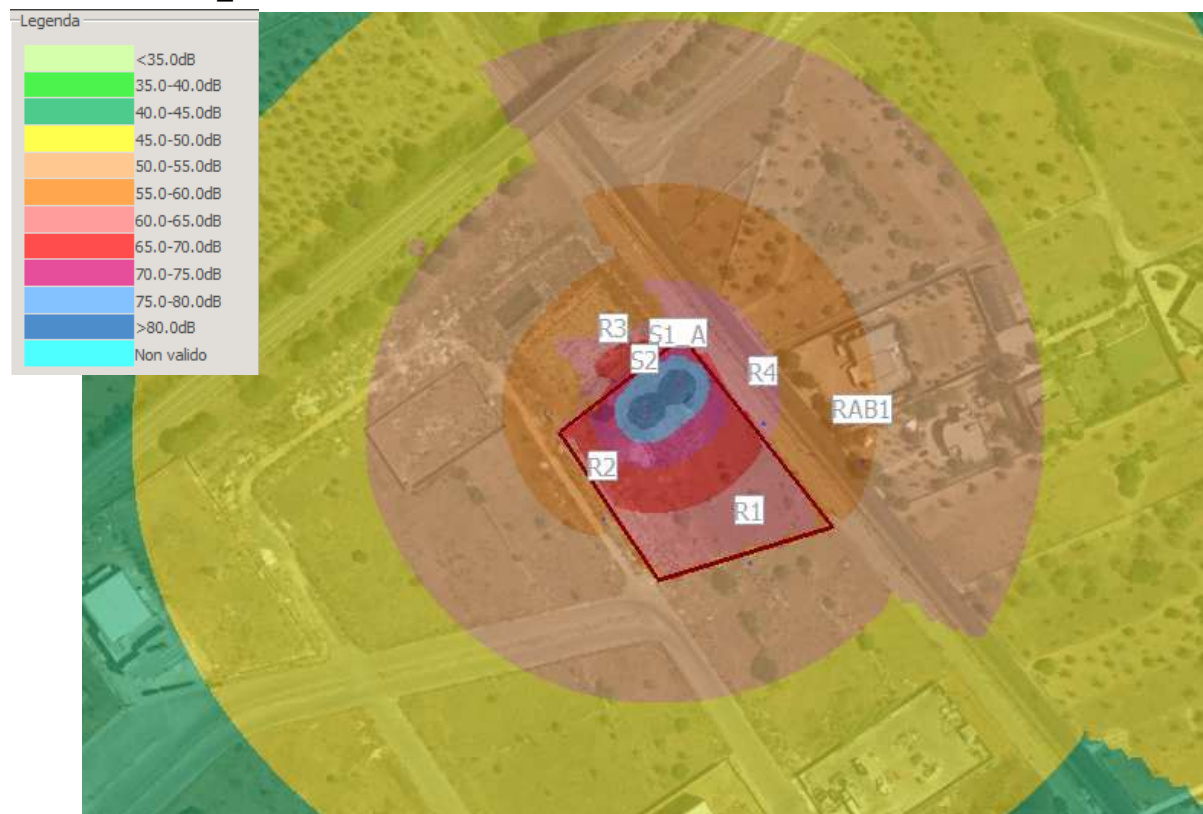 Legenda
<35.0dB
35.0-40.0dB
40.0-45.0dB
45.0-50.0dB
50.0-55.0dB
55.0-60.0dB
60.0-65.0dB
65.0-70.0dB
70.0-75.0dB
75.0-80.0dB
>80.0dB
Non valido
R3
S1_A
S2
R4
RAB1
R2
R1